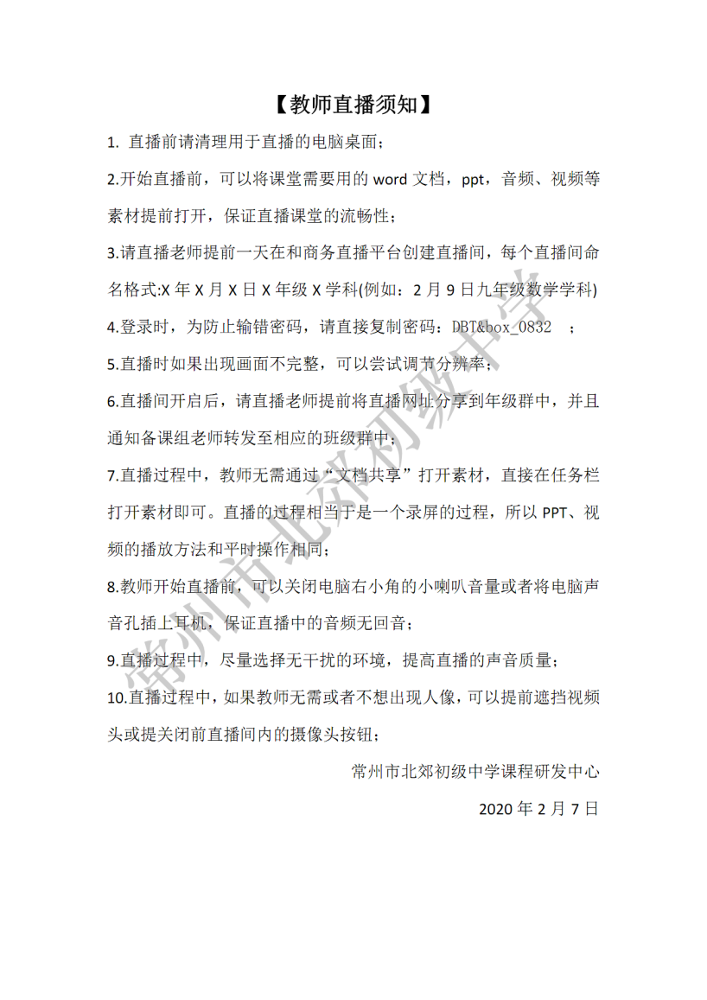 【教师直播须知】
1. 直播前请清理用于直播的电脑桌面；
2.开始直播前，可以将课堂需要用的 word 文档，ppt，音频、视频等
素材提前打开，保证直播课堂的流畅性；
3.请直播老师提前一天在和商务直播平台创建直播间，每个直播间命
名格式:X 年 X 月 X 日 X 年级 X 学科(例如：2 月 9 日九年级数学学科)
4.登录时，为防止输错密码，请直接复制密码：DBT&box_0832 ；
5.直播时如果出现画面不完整，可以尝试调节分辨率；
6.直播间开启后，请直播老师提前将直播网址分享到年级群中，并且
通知备课组老师转发至相应的班级群中；
7.直播过程中，教师无需通过“文档共享”打开素材，直接在任务栏
打开素材即可。直播的过程相当于是一个录屏的过程，所以 PPT、视
频的播放方法和平时操作相同；
8.教师开始直播前，可以关闭电脑右小角的小喇叭音量或者将电脑声
音孔插上耳机，保证直播中的音频无回音；
9.直播过程中，尽量选择无干扰的环境，提高直播的声音质量；
10.直播过程中，如果教师无需或者不想出现人像，可以提前遮挡视频
头或提关闭前直播间内的摄像头按钮；
常州市北郊初级中学课程研发中心
2020 年 2 月 7 日
常州市北郊初级中学